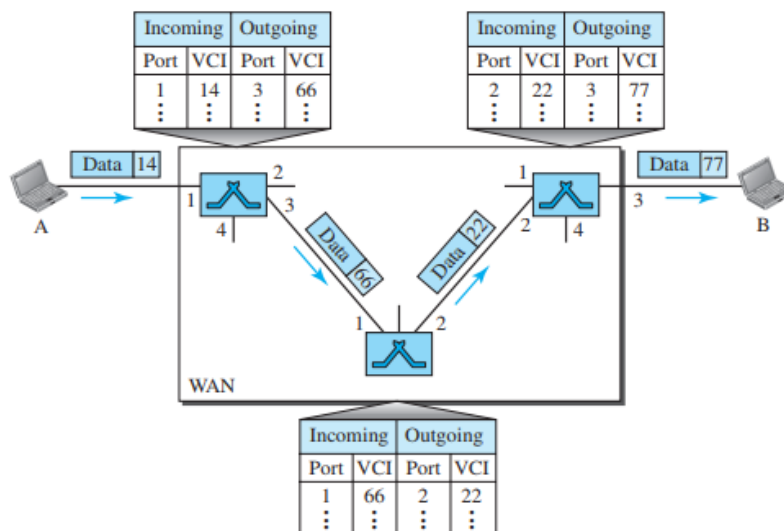 Incoming Outgoing
Port VCI Port VCI
1 14 3 66
Incoming Outgoing
Port VCI Port VCI
2 22 3 77
Data 14
A
1
2
3
4
Data 66
Data 22
1
2
3
4
Data 77
B
1
2
WAN
Incoming Outgoing
Port VCI Port VCI
1 66 2 22